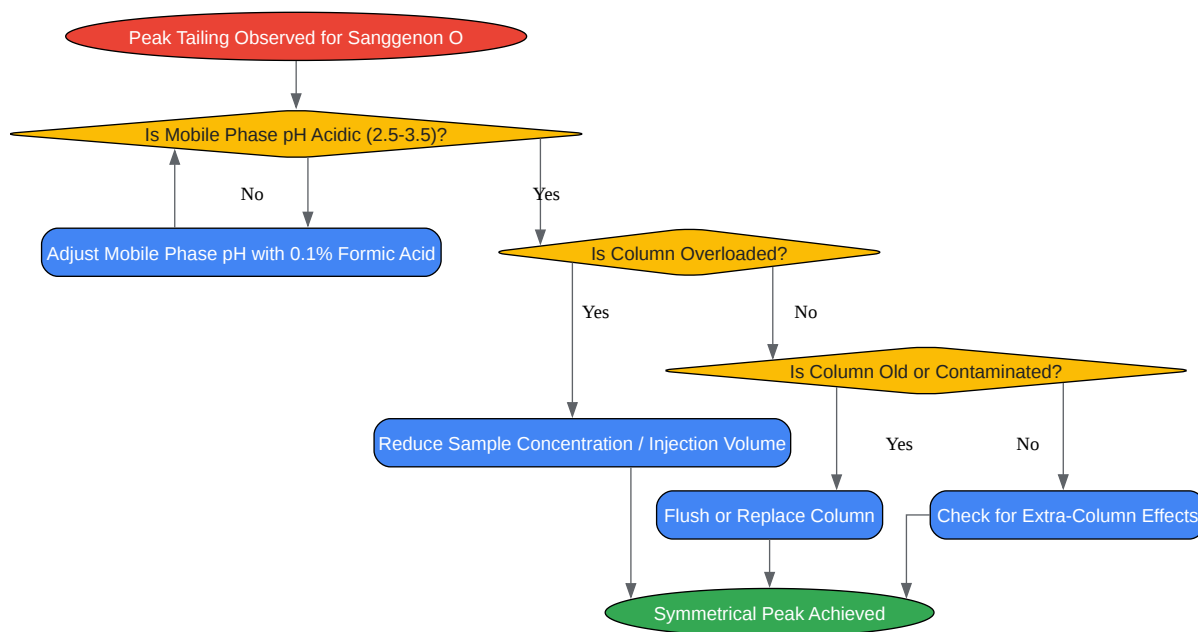 Peak Tailing Observed for Sanggenon O
Is Mobile Phase pH Acidic (2.5-3.5)?
No
Yes
Adjust Mobile Phase pH with 0.1% Formic Acid
Is Column Overloaded?
Yes
No
Is Column Old or Contaminated?
Reduce Sample Concentration / Injection Volume
Yes
No
Flush or Replace Column
Check for Extra-Column Effects
Symmetrical Peak Achieved